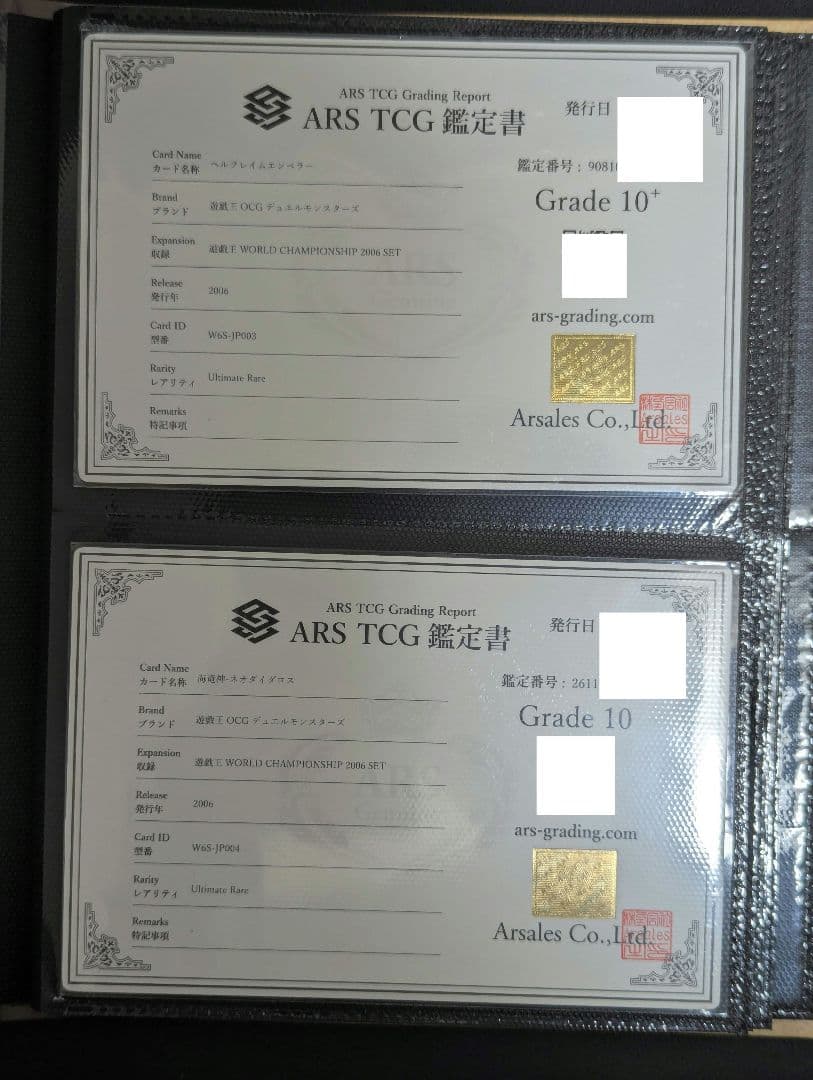 ARS TCG Grading Report
ARS TCG 鑑定書
発行日
Card Name
カード名称 ヘルフレイムエンペラー
鑑定番号 : 9081
Brand
ブランド 遊戯王 OCG デュエルモンスターズ
Grade 10+
Expansion
収録 遊戯王 WORLD CHAMPIONSHIP 2006 SET
Release
発行年 2006
ars-grading.com
Card ID
型番 W6S-JP003
Rarity
レアリティ Ultimate Rare
Remarks
特記事項
Arsales Co.,Ltd.
ARS TCG Grading Report
ARS TCG 鑑定書
発行日
Card Name
カード名称 海竜神-ネオダイダロス
鑑定番号 : 2611
Brand
ブランド 遊戯王 OCG デュエルモンスターズ
Grade 10
Expansion
収録 遊戯王 WORLD CHAMPIONSHIP 2006 SET
Release
発行年 2006
ars-grading.com
Card ID
型番 W6S-JP004
Rarity
レアリティ Ultimate Rare
Remarks
特記事項
Arsales Co.,Ltd.